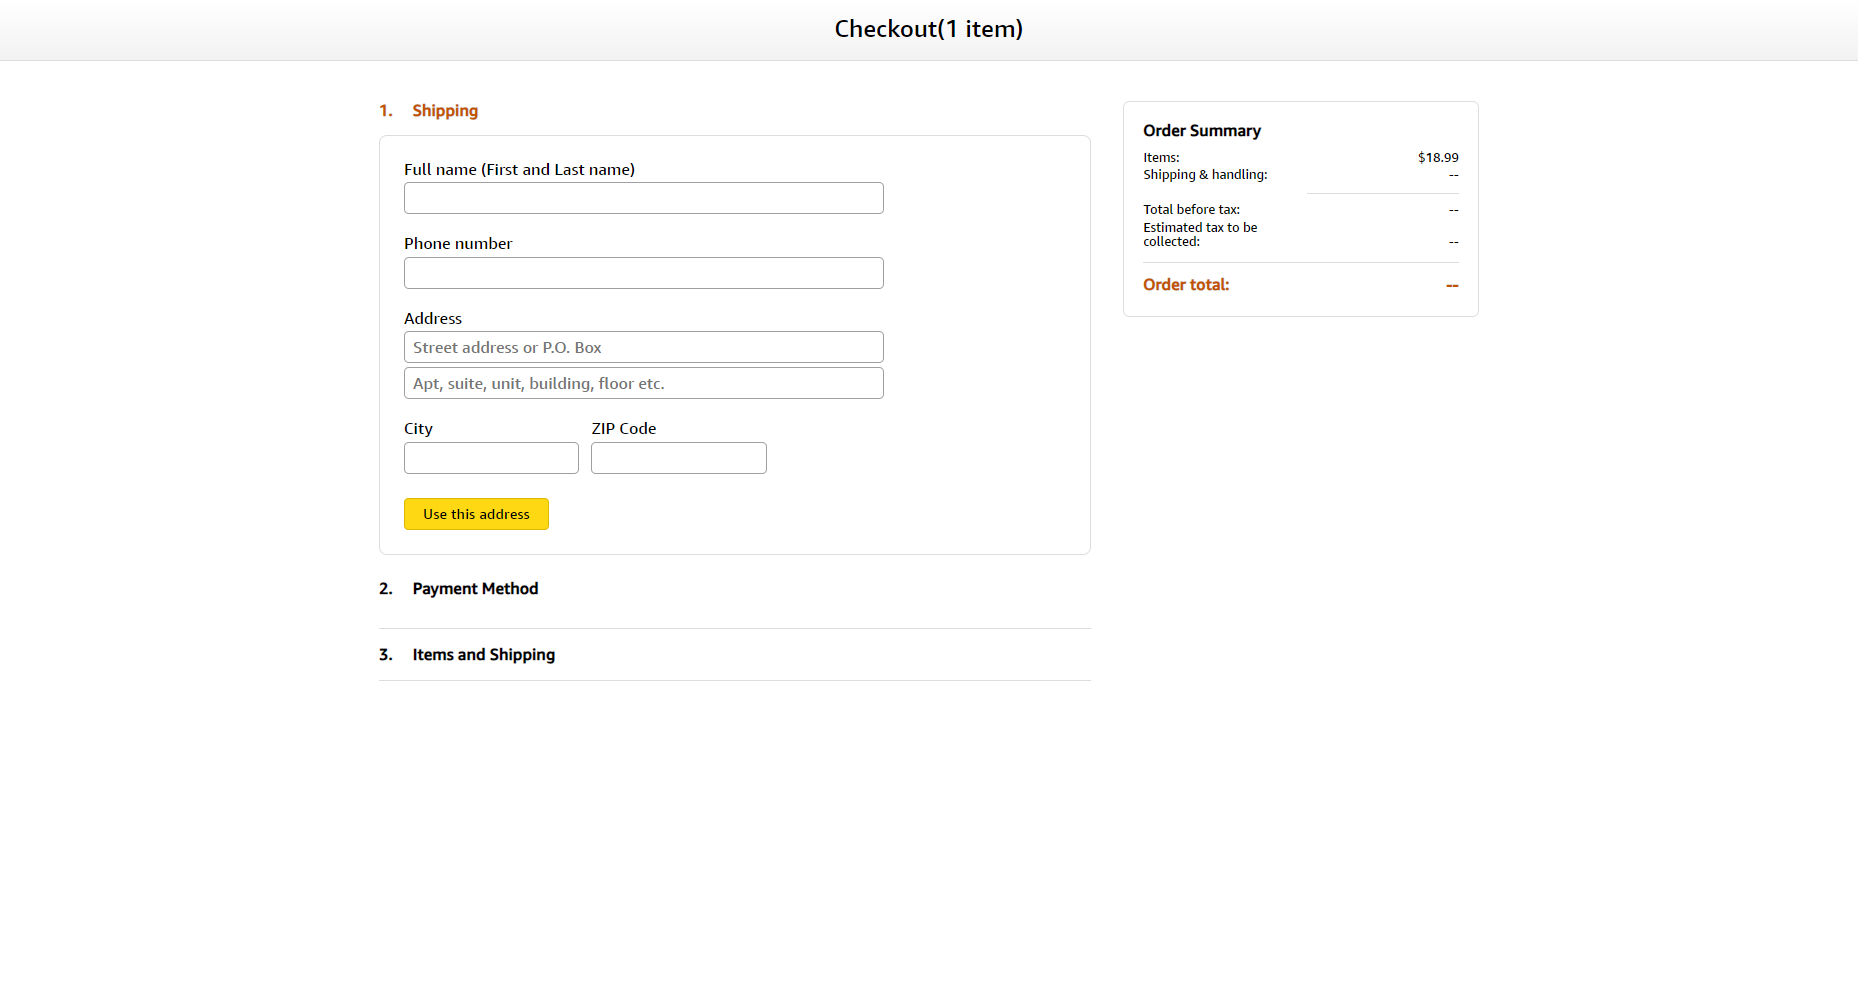 Checkout(1 item)
1. Shipping
Full name (First and Last name)
Phone number
Address
Street address or P.O. Box
Apt, suite, unit, building, floor etc.
City ZIP Code
Use this address
2. Payment Method
3. Items and Shipping
Order Summary
Items: $18.99
Shipping & handling: --
Total before tax: --
Estimated tax to be
collected: --
Order total: --